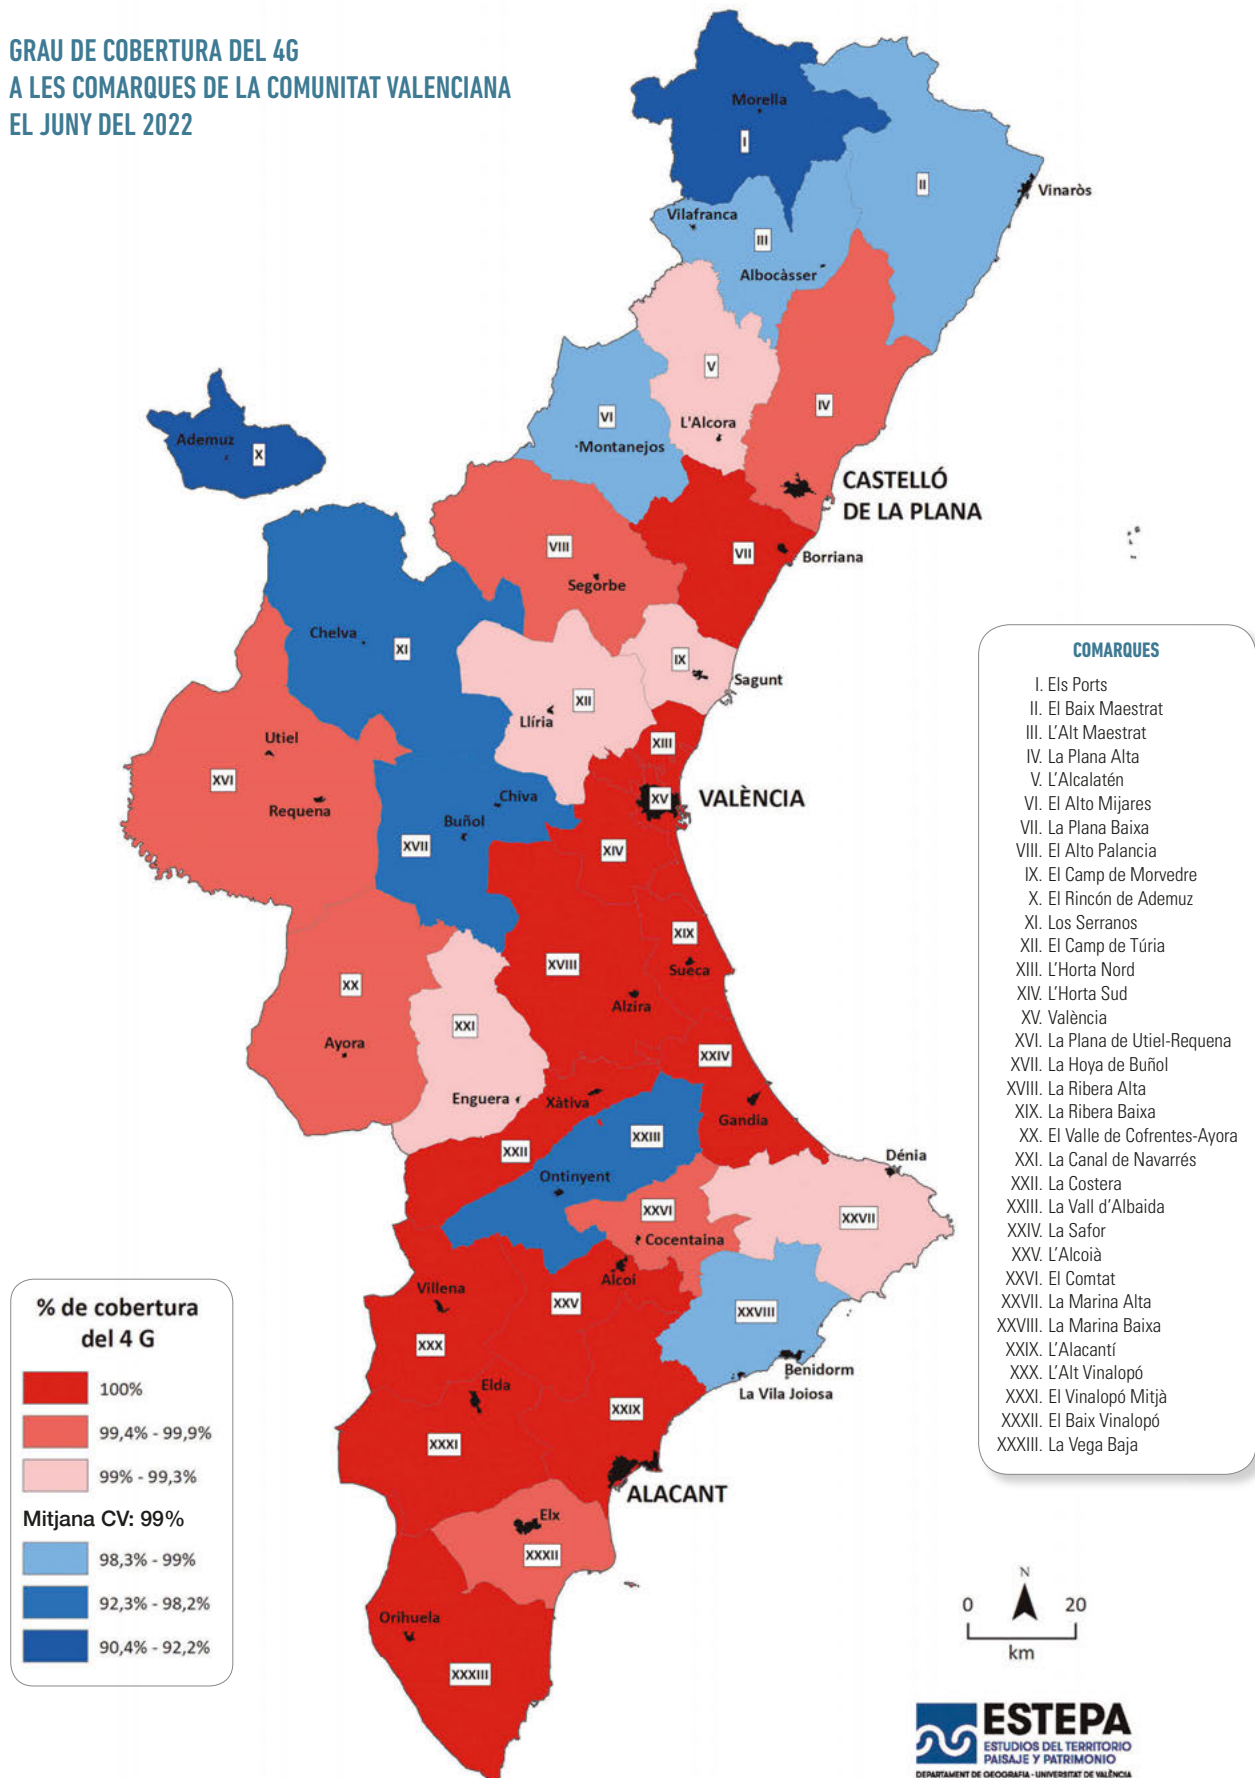 GRAU DE COBERTURA DEL 4G
A LES COMARQUES DE LA COMUNITAT VALENCIANA
EL JUNY DEL 2022
Morella
I
II
Vinaròs
Vilafranca
III
Albocàsser
V
IV
L'Alcora
VI
Montanejos
Ademuz
X
CASTELLÓ
DE LA PLANA
VIII
VII
Borriana
Segorbe
Chelva
XI
IX
Sagunt
XII
Llíria
XIII
Utiel
XVI
Requena
XV
VALÈNCIA
Chiva
Buñol
XVII
XIV
XIX
Sueca
XVIII
Alzira
XX
Ayora
XXI
Enguera
XXIV
Gandia
Xàtiva
XXII
XXIII
Ontinyent
Dénia
XXVI
Cocentaina
XXVII
Alcoi
XXV
Villena
XXX
XXVIII
Benidorm
La Vila Joiosa
Elda
XXIX
XXXI
ALACANT
Elx
XXXII
Orihuela
XXXIII
COMARQUES
I. Els Ports
II. El Baix Maestrat
III. L'Alt Maestrat
IV. La Plana Alta
V. L'Alcalatén
VI. El Alto Mijares
VII. La Plana Baixa
VIII. El Alto Palancia
IX. El Camp de Morvedre
X. El Rincón de Ademuz
XI. Los Serranos
XII. El Camp de Túria
XIII. L'Horta Nord
XIV. L'Horta Sud
XV. València
XVI. La Plana de Utiel-Requena
XVII. La Hoya de Buñol
XVIII. La Ribera Alta
XIX. La Ribera Baixa
XX. El Valle de Cofrentes-Ayora
XXI. La Canal de Navarrés
XXII. La Costera
XXIII. La Vall d'Albaida
XXIV. La Safor
XXV. L'Alcoià
XXVI. El Comtat
XXVII. La Marina Alta
XXVIII. La Marina Baixa
XXIX. L'Alacantí
XXX. L'Alt Vinalopó
XXXI. El Vinalopó Mitjà
XXXII. El Baix Vinalopó
XXXIII. La Vega Baja
% de cobertura
del 4 G
100%
99,4% - 99,9%
99% - 99,3%
Mitjana CV: 99%
98,3% - 99%
92,3% - 98,2%
90,4% - 92,2%
N
0 20
km
ESTEPA
ESTUDIOS DEL TERRITORIO
PAISAJE Y PATRIMONIO
DEPARTAMENT DE GEOGRAFIA - UNIVERSITAT DE VALÈNCIA